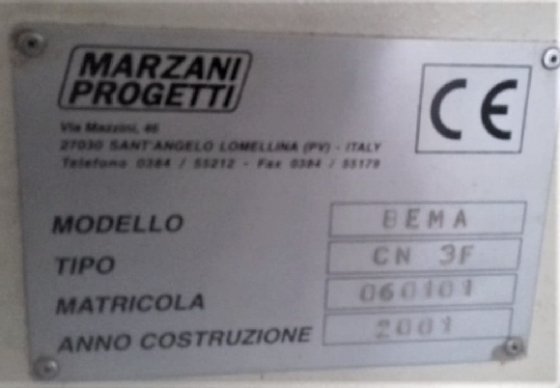 MARZANI
PROGETTI
CE
Via Mazzini, 46
27030 SANT'ANGELO LOMELLINA (PV) - ITALY
Telefono 0384 / 55212 - Fax 0384 / 55179
MODELLO BEMA
TIPO CN 3F
MATRICOLA 060101
ANNO COSTRUZIONE 2001